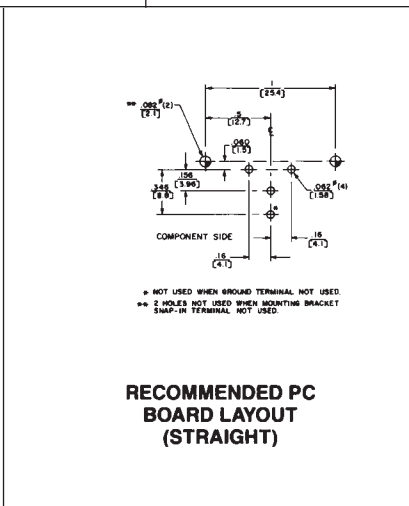 1
[25.4]
** .082ø(2)
[2.1]
.5
[12.7]
℄
.060
[1.5]
.156
[3.96]
.346
[8.8]
.062ø(4)
[1.58]
*
COMPONENT SIDE
.16
[4.1]
.16
[4.1]
* NOT USED WHEN GROUND TERMINAL NOT USED.
** 2 HOLES NOT USED WHEN MOUNTING BRACKET
SNAP-IN TERMINAL NOT USED.
RECOMMENDED PC
BOARD LAYOUT
(STRAIGHT)